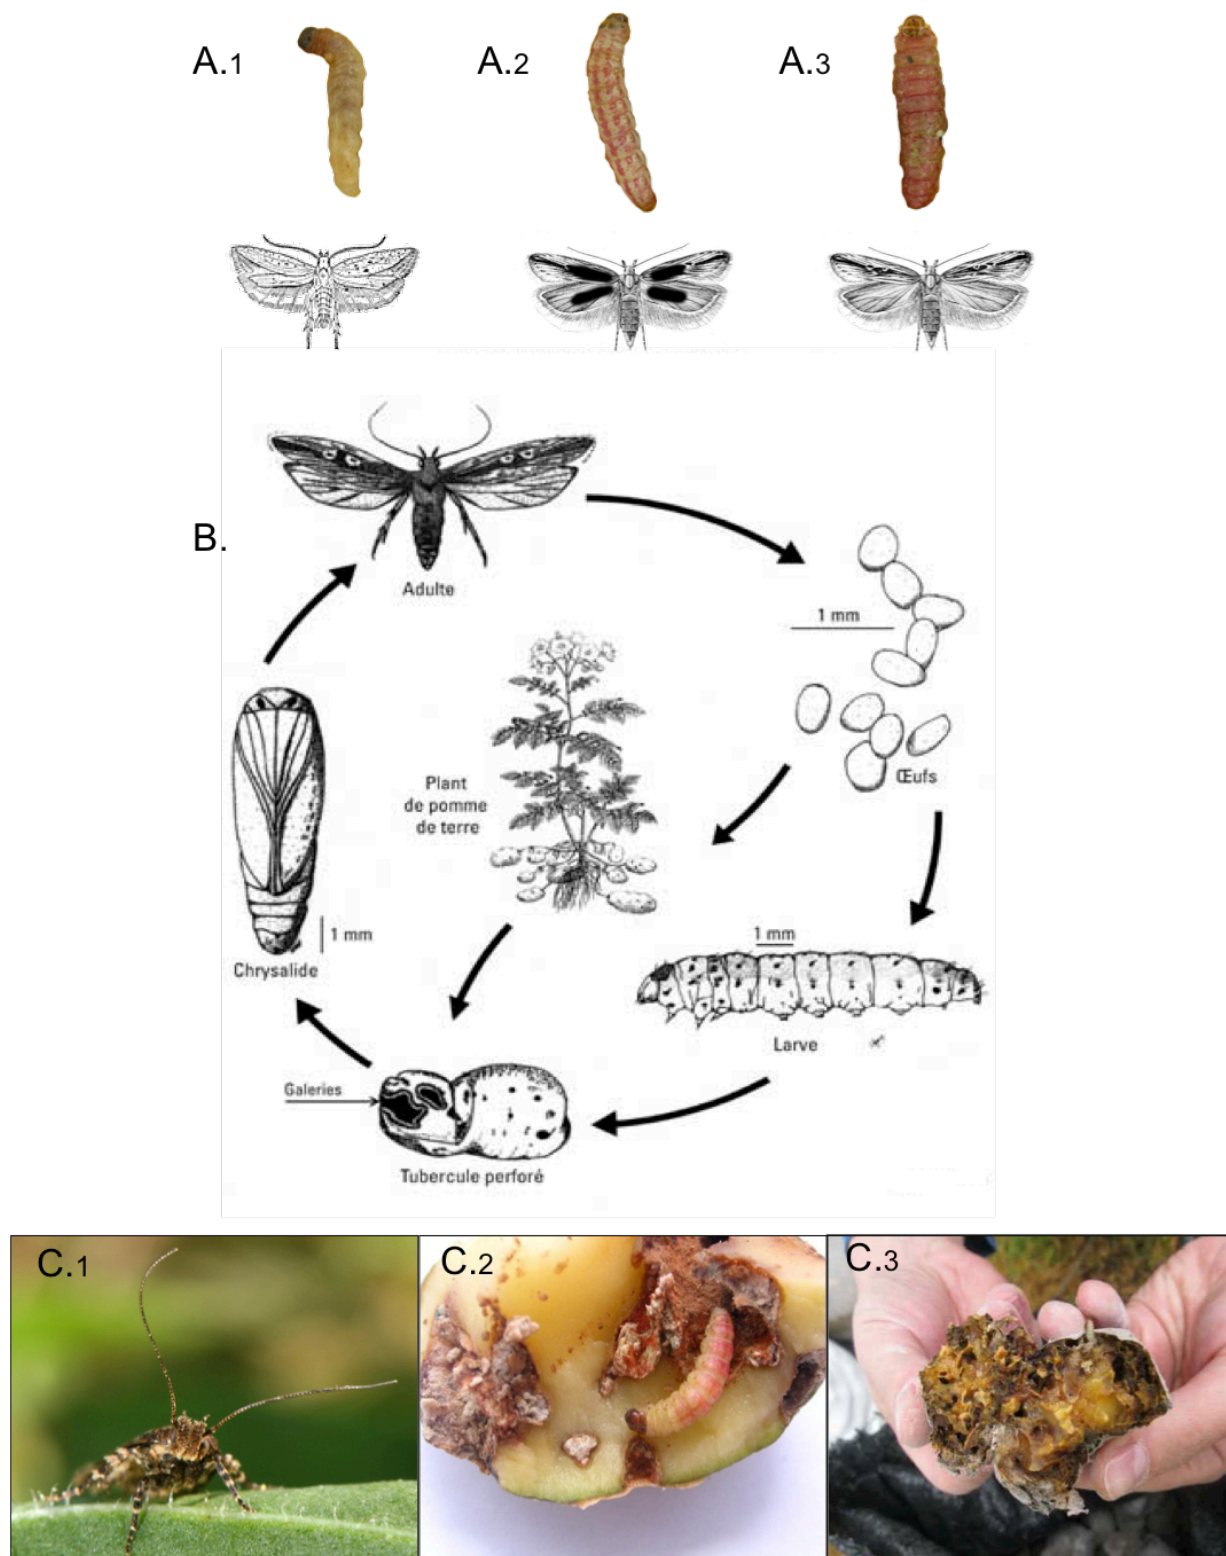 A.1
A.2
A.3
B.
Adulte
1 mm
Œufs
Plant
de pomme
de terre
1 mm
Chrysalide
1 mm
Larve
Galeries
Tubercule perforé
C.1
C.2
C.3